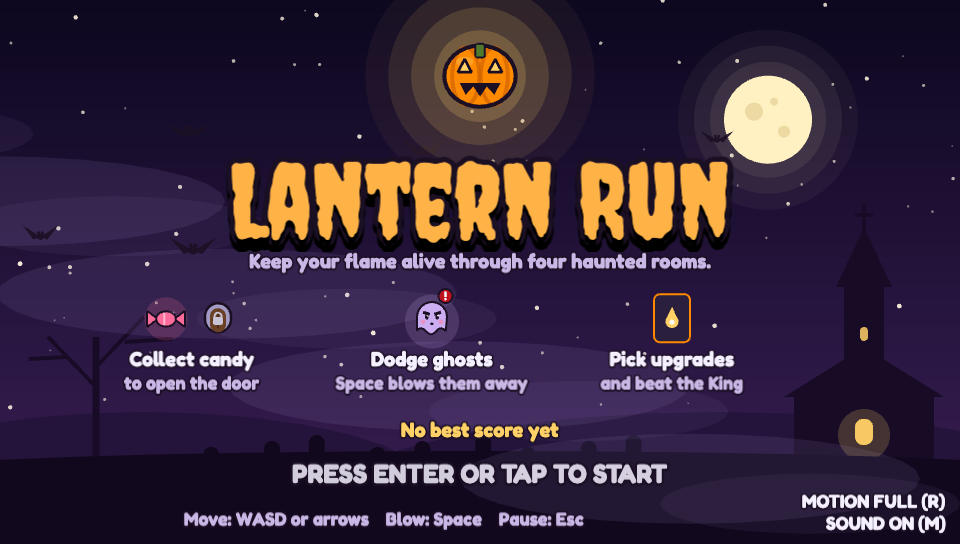 LANTERN RUN
Keep your flame alive through four haunted rooms.
!
Collect candy
to open the door
Dodge ghosts
Space blows them away
Pick upgrades
and beat the King
No best score yet
PRESS ENTER OR TAP TO START
Move: WASD or arrows Blow: Space Pause: Esc
MOTION FULL (R)
SOUND ON (M)